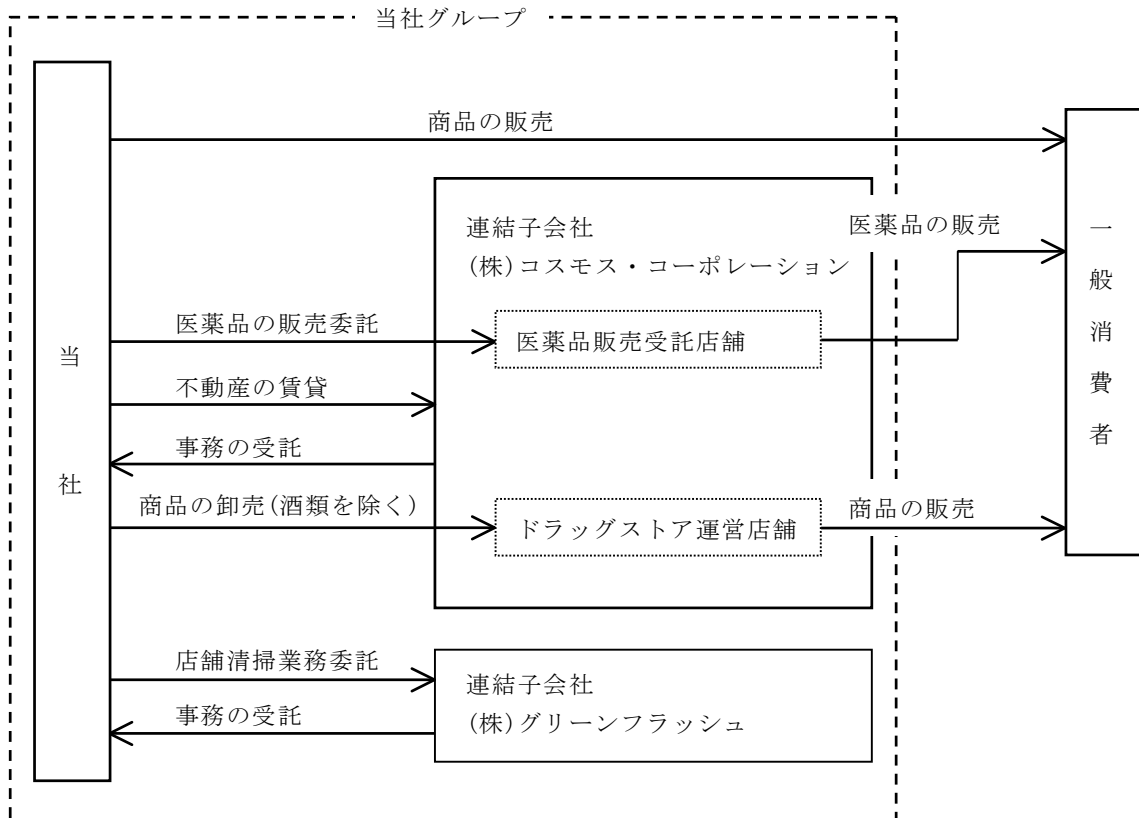 当社グループ
商品の販売
連結子会社
(株)コスモス・コーポレーション
医薬品の販売
一般消費者
医薬品の販売委託
医薬品販売受託店舗
当社
不動産の賃貸
事務の受託
商品の卸売(酒類を除く)
ドラッグストア運営店舗
商品の販売
店舗清掃業務委託
連結子会社
(株)グリーンフラッシュ
事務の受託